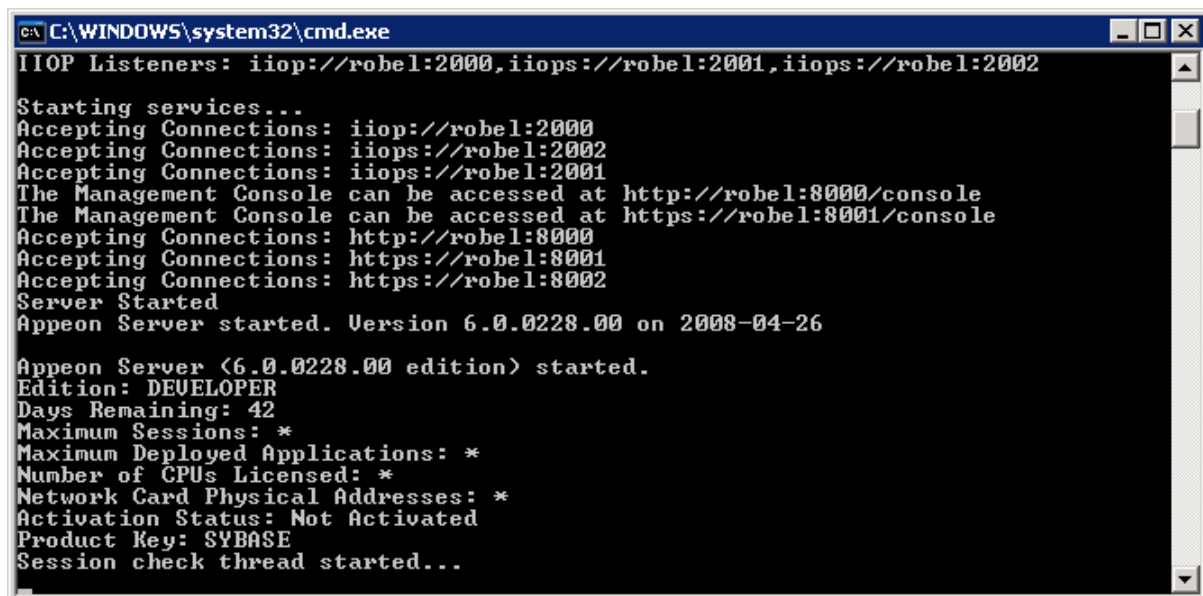 C:\WINDOWS\system32\cmd.exe
IIOP Listeners: iiop://robel:2000,iiops://robel:2001,iiops://robel:2002
Starting services...
Accepting Connections: iiop://robel:2000
Accepting Connections: iiops://robel:2002
Accepting Connections: iiops://robel:2001
The Management Console can be accessed at http://robel:8000/console
The Management Console can be accessed at https://robel:8001/console
Accepting Connections: http://robel:8000
Accepting Connections: https://robel:8001
Accepting Connections: https://robel:8002
Server Started
Appeon Server started. Version 6.0.0228.00 on 2008-04-26
Appeon Server (6.0.0228.00 edition) started.
Edition: DEVELOPER
Days Remaining: 42
Maximum Sessions: *
Maximum Deployed Applications: *
Number of CPUs Licensed: *
Network Card Physical Addresses: *
Activation Status: Not Activated
Product Key: SYBASE
Session check thread started...